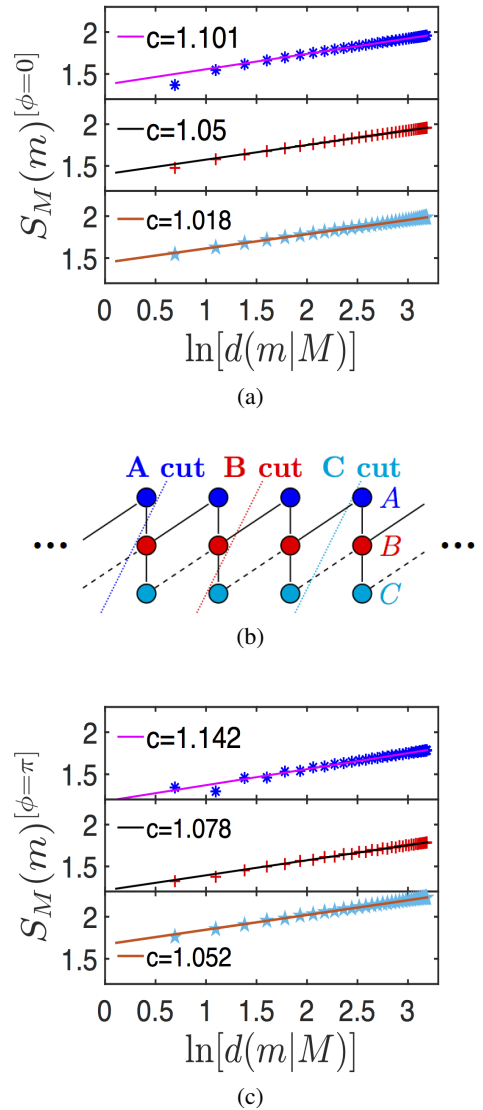 c=1.101
2
1.5
c=1.05
2
1.5
c=1.018
2
1.5
S_M(m)^{[ϕ=0]}
0 0.5 1 1.5 2 2.5 3
ln[d(m|M)]
(a)
A cut B cut C cut
A
... B ...
C
(b)
c=1.142
2
1.5
c=1.078
2
1.5
2
c=1.052
1.5
S_M(m)^{[ϕ=π]}
0 0.5 1 1.5 2 2.5 3
ln[d(m|M)]
(c)